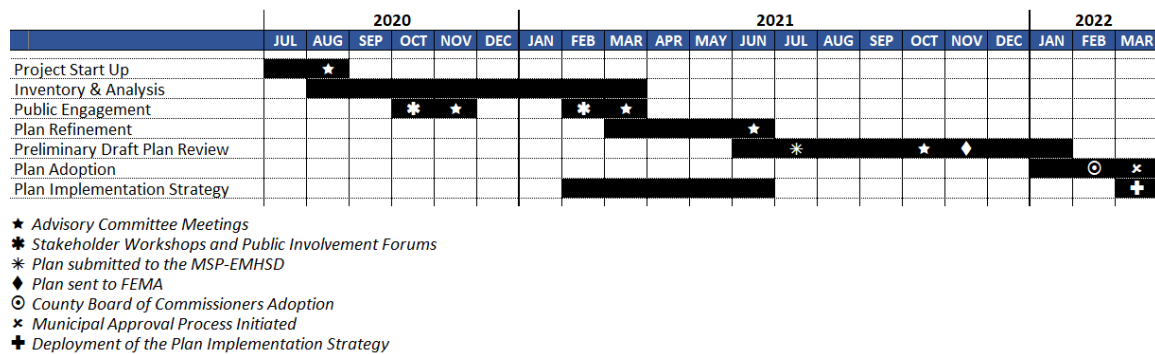 2020 2021 2022
JUL AUG SEP OCT NOV DEC JAN FEB MAR APR MAY JUN JUL AUG SEP OCT NOV DEC JAN FEB MAR
Project Start Up ★
Inventory & Analysis
Public Engagement ✱ ★ ✱ ★
Plan Refinement ★
Preliminary Draft Plan Review ✳ ★ ♦
Plan Adoption ⊙ ×
Plan Implementation Strategy ✚
★ Advisory Committee Meetings
✱ Stakeholder Workshops and Public Involvement Forums
✳ Plan submitted to the MSP-EMHSD
♦ Plan sent to FEMA
⊙ County Board of Commissioners Adoption
× Municipal Approval Process Initiated
✚ Deployment of the Plan Implementation Strategy